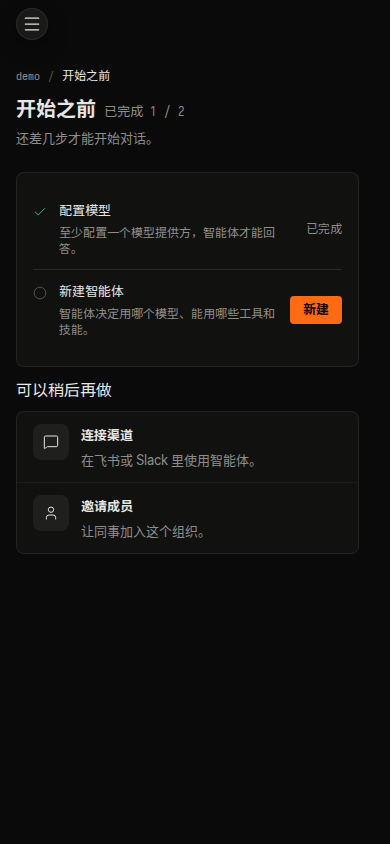 demo / 开始之前
开始之前 已完成 1 / 2
还差几步才能开始对话。
配置模型
至少配置一个模型提供方，智能体才能回
答。
已完成
新建智能体
智能体决定用哪个模型、能用哪些工具和
技能。
新建
可以稍后再做
连接渠道
在飞书或 Slack 里使用智能体。
邀请成员
让同事加入这个组织。